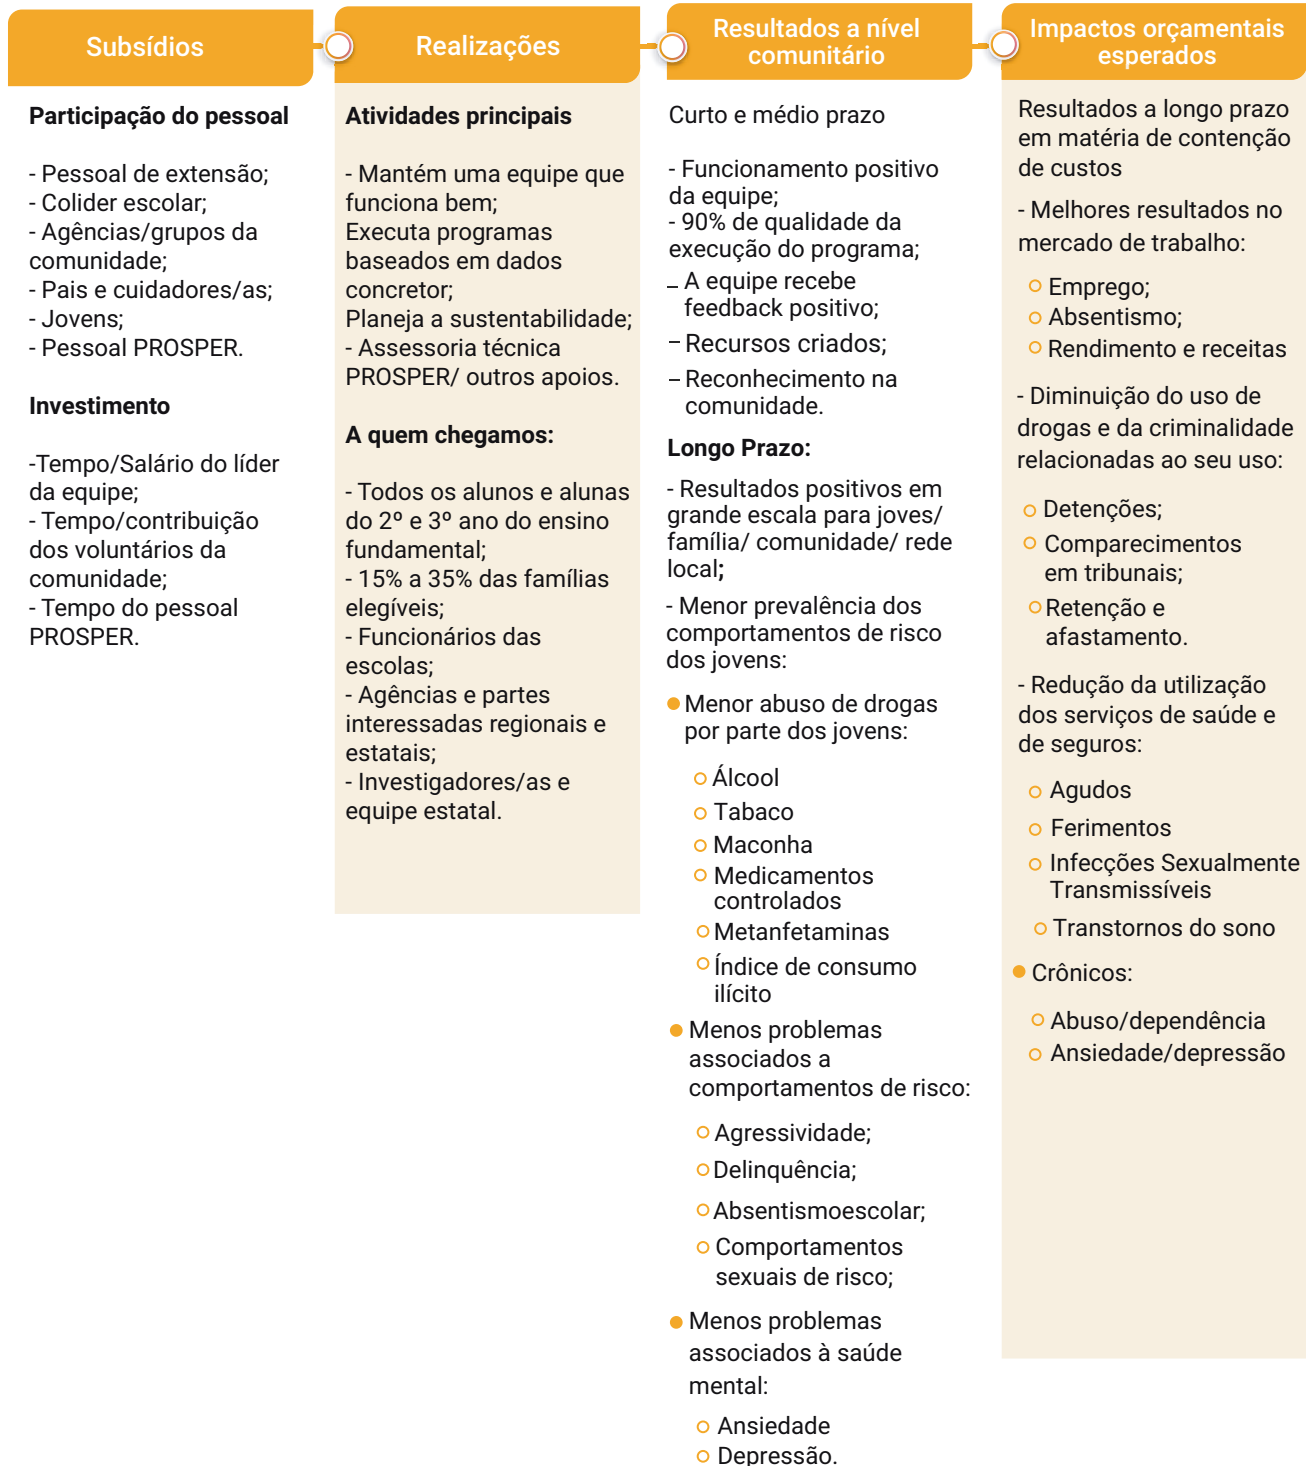 Subsídios
Participação do pessoal
- Pessoal de extensão;
- Colider escolar;
- Agências/grupos da
comunidade;
- Pais e cuidadores/as;
- Jovens;
- Pessoal PROSPER.
Investimento
-Tempo/Salário do líder
da equipe;
- Tempo/contribuição
dos voluntários da
comunidade;
- Tempo do pessoal
PROSPER.
Realizações
Atividades principais
- Mantém uma equipe que
funciona bem;
Executa programas
baseados em dados
concretor;
Planeja a sustentabilidade;
- Assessoria técnica
PROSPER/ outros apoios.
A quem chegamos:
- Todos os alunos e alunas
do 2º e 3º ano do ensino
fundamental;
- 15% a 35% das famílias
elegíveis;
- Funcionários das
escolas;
- Agências e partes
interessadas regionais e
estatais;
- Investigadores/as e
equipe estatal.
Resultados a nível
comunitário
Curto e médio prazo
- Funcionamento positivo
da equipe;
- 90% de qualidade da
execução do programa;
– A equipe recebe
feedback positivo;
– Recursos criados;
– Reconhecimento na
comunidade.
Longo Prazo:
- Resultados positivos em
grande escala para joves/
família/ comunidade/ rede
local;
- Menor prevalência dos
comportamentos de risco
dos jovens:
Menor abuso de drogas
por parte dos jovens:
Álcool
Tabaco
Maconha
Medicamentos
controlados
Metanfetaminas
Índice de consumo
ilícito
Menos problemas
associados a
comportamentos de risco:
Agressividade;
Delinquência;
Absentismoescolar;
Comportamentos
sexuais de risco;
Menos problemas
associados à saúde
mental:
Ansiedade
Depressão.
Impactos orçamentais
esperados
Resultados a longo prazo
em matéria de contenção
de custos
- Melhores resultados no
mercado de trabalho:
Emprego;
Absentismo;
Rendimento e receitas
- Diminuição do uso de
drogas e da criminalidade
relacionadas ao seu uso:
Detenções;
Comparecimentos
em tribunais;
Retenção e
afastamento.
- Redução da utilização
dos serviços de saúde e
de seguros:
Agudos
Ferimentos
Infecções Sexualmente
Transmissíveis
Transtornos do sono
Crônicos:
Abuso/dependência
Ansiedade/depressão